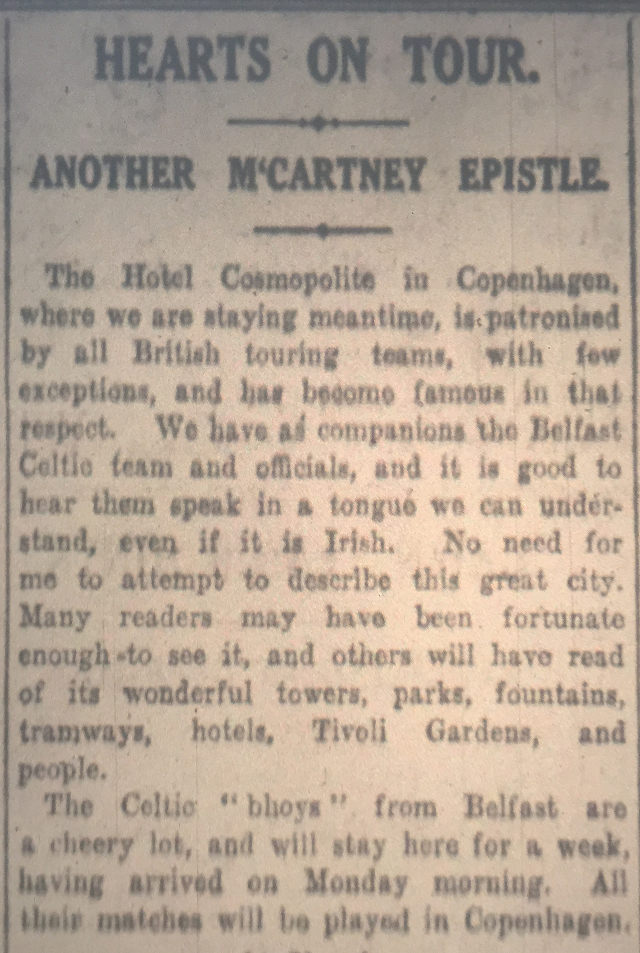 HEARTS ON TOUR.
ANOTHER M‘CARTNEY EPISTLE.
The Hotel Cosmopolite in Copenhagen,
where we are staying meantime, is patronised
by all British touring teams, with few
exceptions, and has become famous in that
respect. We have as companions the Belfast
Celtic team and officials, and it is good to
hear them speak in a tongue we can under-
stand, even if it is Irish. No need for
me to attempt to describe this great city.
Many readers may have been fortunate
enough to see it, and others will have read
of its wonderful towers, parks, fountains,
tramways, hotels, Tivoli Gardens, and
people.
The Celtic “bhoys” from Belfast are
a cheery lot, and will stay here for a week,
having arrived on Monday morning. All
their matches will be played in Copenhagen.